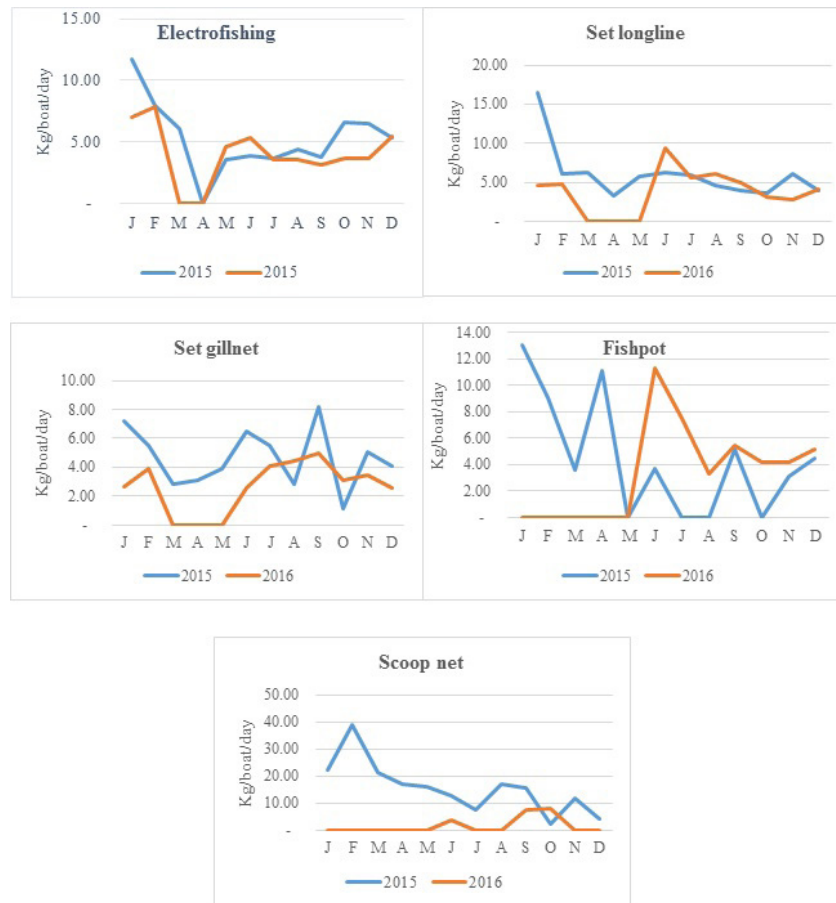 Electrofishing
Kg/boat/day
15.00
10.00
5.00
-
J F M A M J J A S O N D
2015 2015
Set longline
Kg/boat/day
20.00
15.00
10.00
5.00
-
J F M A M J J A S O N D
2015 2016
Set gillnet
Kg/boat/day
10.00
8.00
6.00
4.00
2.00
-
J F M A M J J A S O N D
2015 2016
Fishpot
Kg/boat/day
14.00
12.00
10.00
8.00
6.00
4.00
2.00
-
J F M A M J J A S O N D
2015 2016
Scoop net
Kg/boat/day
50.00
40.00
30.00
20.00
10.00
-
J F M A M J J A S O N D
2015 2016